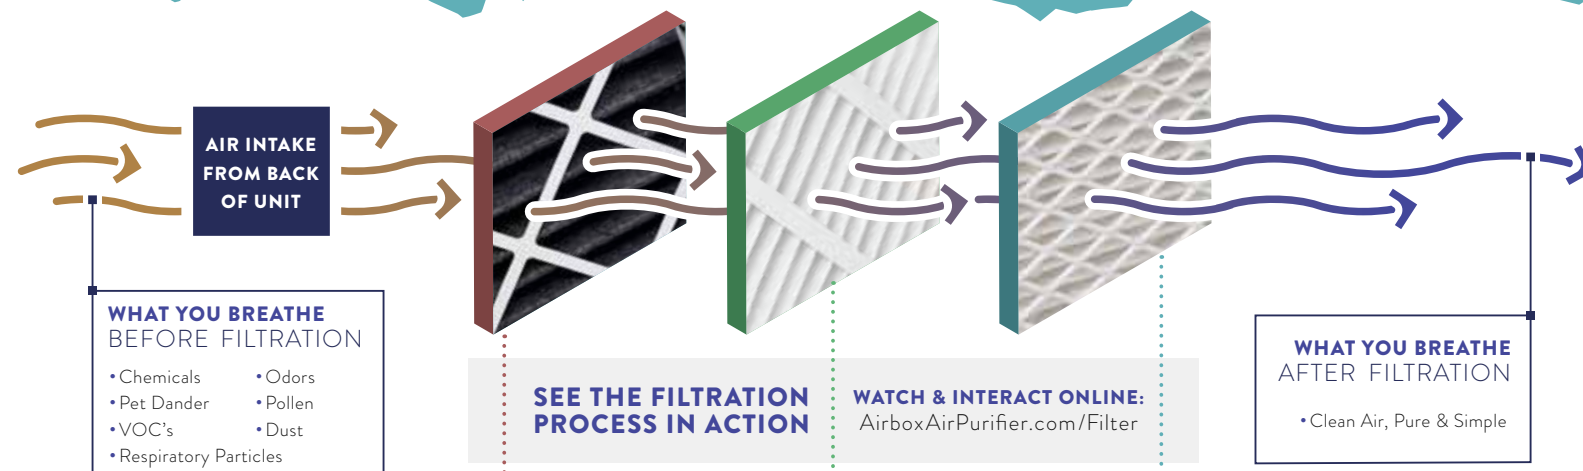 AIR INTAKE
FROM BACK
OF UNIT
WHAT YOU BREATHE
BEFORE FILTRATION
• Chemicals
• Pet Dander
• VOC's
• Respiratory Particles
• Odors
• Pollen
• Dust
SEE THE FILTRATION
PROCESS IN ACTION
WATCH & INTERACT ONLINE:
AirboxAirPurifier.com/Filter
WHAT YOU BREATHE
AFTER FILTRATION
• Clean Air, Pure & Simple